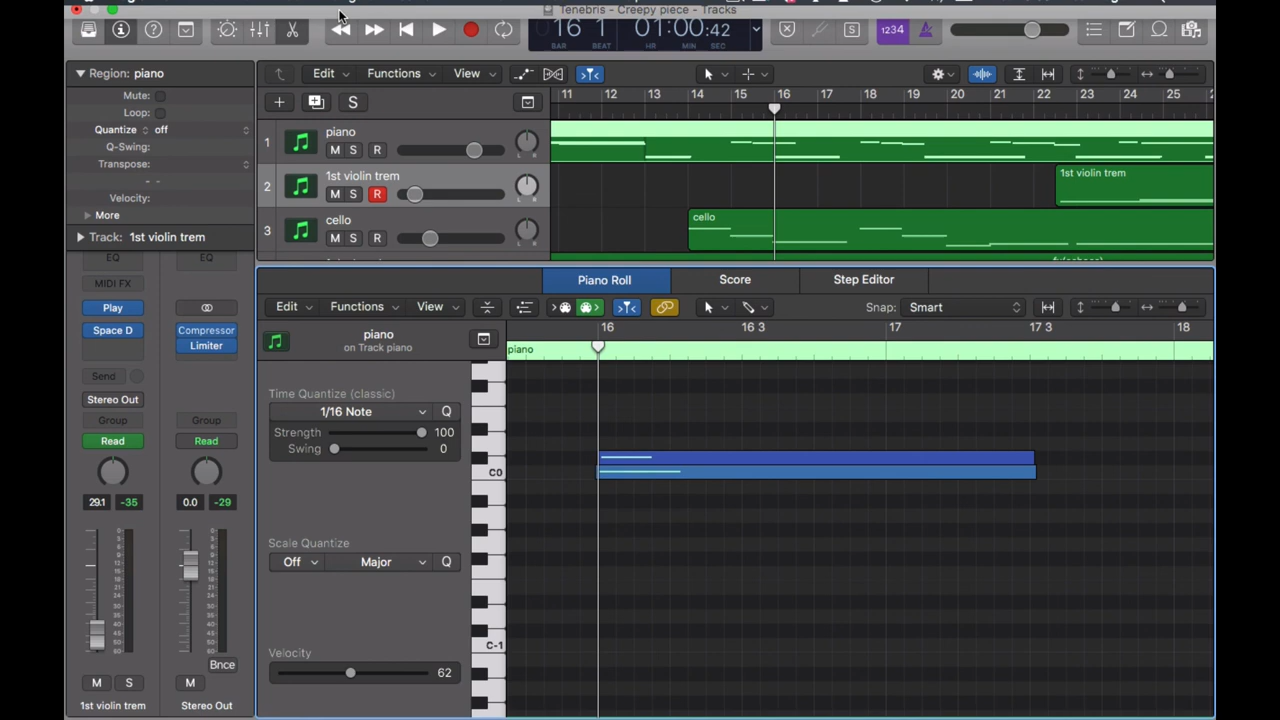 Tenebris - Creepy piece - Tracks
16 1 01:00:42
BAR BEAT HR MIN SEC
1234
Region: piano
Mute:
Loop:
Quantize off
Q-Swing:
Transpose:
- -
Velocity:
More
Track: 1st violin trem
EQ EQ
MIDI FX
Play
Space D Compressor
Limiter
Send
Stereo Out
Group Group
Read Read
29.1 -35 0.0 -29
Bnce
M S M
1st violin trem Stereo Out
Edit Functions View
S
11 12 13 14 15 16 17 18 19 20 21 22 23 24 25
1 piano
M S R
L R
2 1st violin trem
M S R
L R
3 cello
M S R
L R
1st violin trem
cello
Piano Roll Score Step Editor
Edit Functions View
Snap: Smart
piano
on Track piano
16 16 3 17 17 3 18
piano
Time Quantize (classic)
1/16 Note Q
Strength 100
Swing 0
C0
Scale Quantize
Off Major Q
C-1
Velocity
62